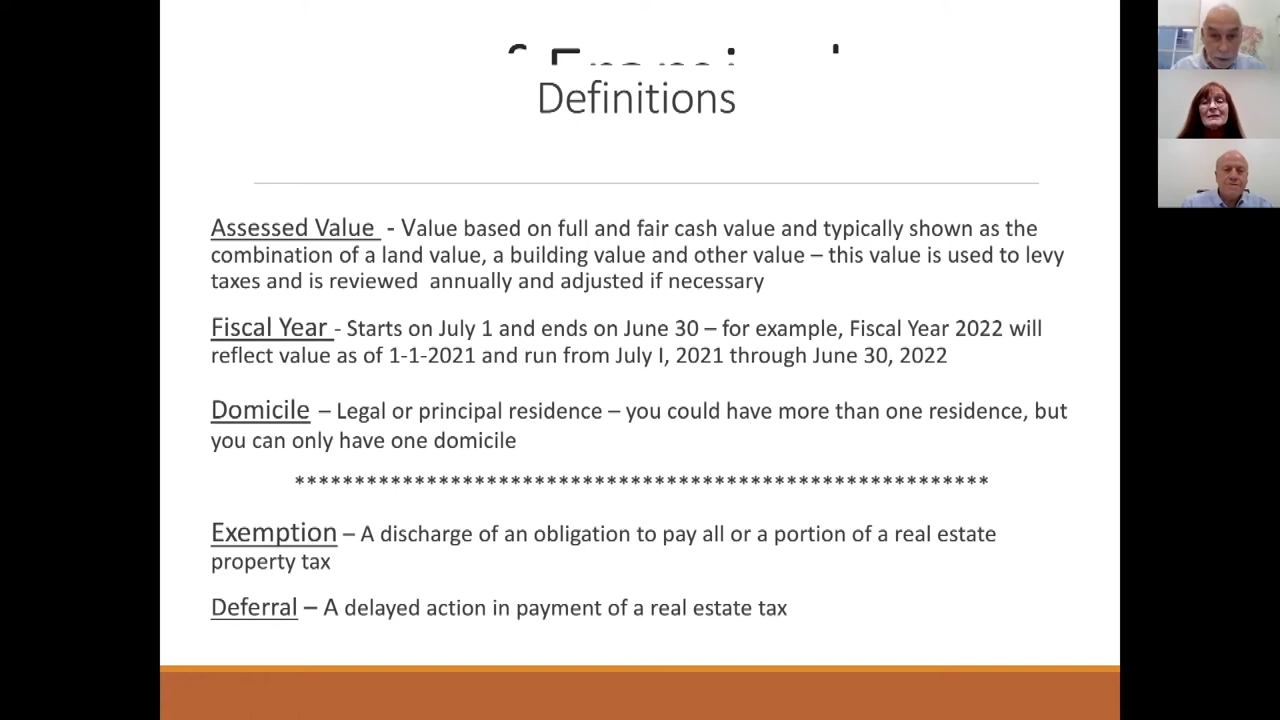 Definitions
Assessed Value - Value based on full and fair cash value and typically shown as the
combination of a land value, a building value and other value – this value is used to levy
taxes and is reviewed annually and adjusted if necessary
Fiscal Year - Starts on July 1 and ends on June 30 – for example, Fiscal Year 2022 will
reflect value as of 1-1-2021 and run from July I, 2021 through June 30, 2022
Domicile – Legal or principal residence – you could have more than one residence, but
you can only have one domicile
**********************************************************
Exemption – A discharge of an obligation to pay all or a portion of a real estate
property tax
Deferral – A delayed action in payment of a real estate tax